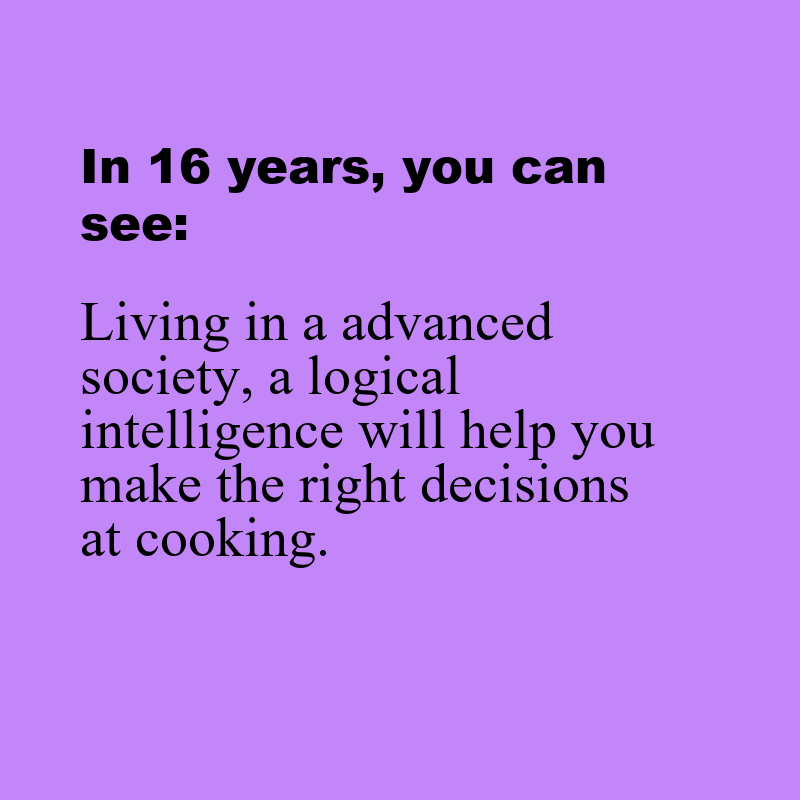 In 16 years, you can
see:
Living in a advanced
society, a logical
intelligence will help you
make the right decisions
at cooking.